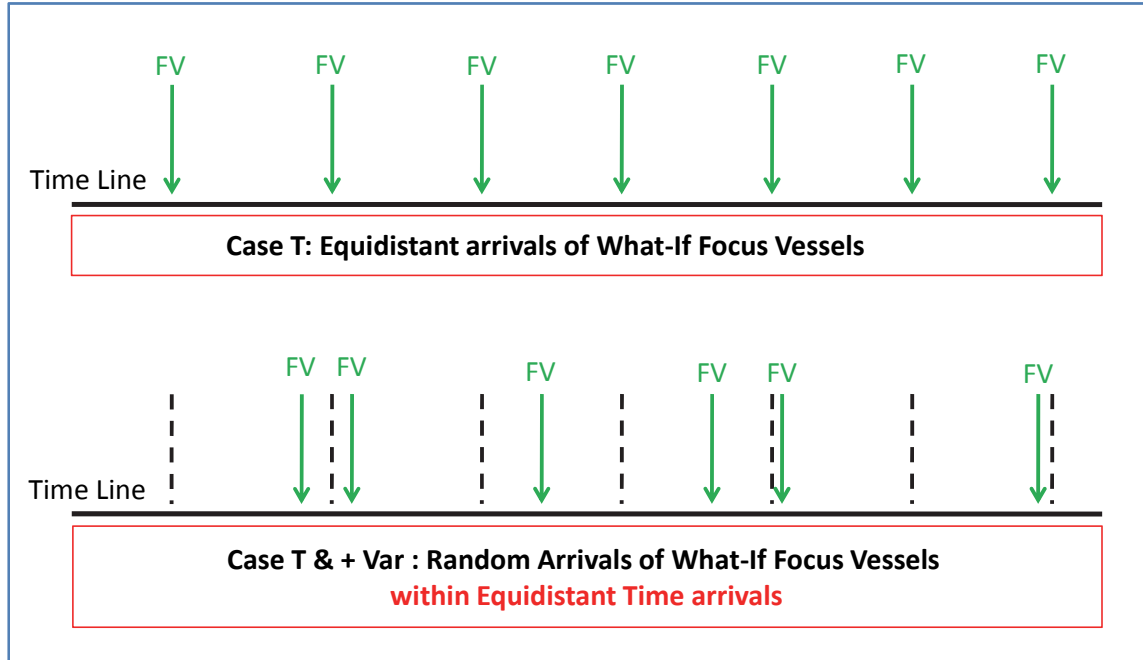 FV FV FV FV FV FV FV
Time Line
Case T: Equidistant arrivals of What-If Focus Vessels
FV FV FV FV FV FV
Time Line
Case T & + Var : Random Arrivals of What-If Focus Vessels
within Equidistant Time arrivals